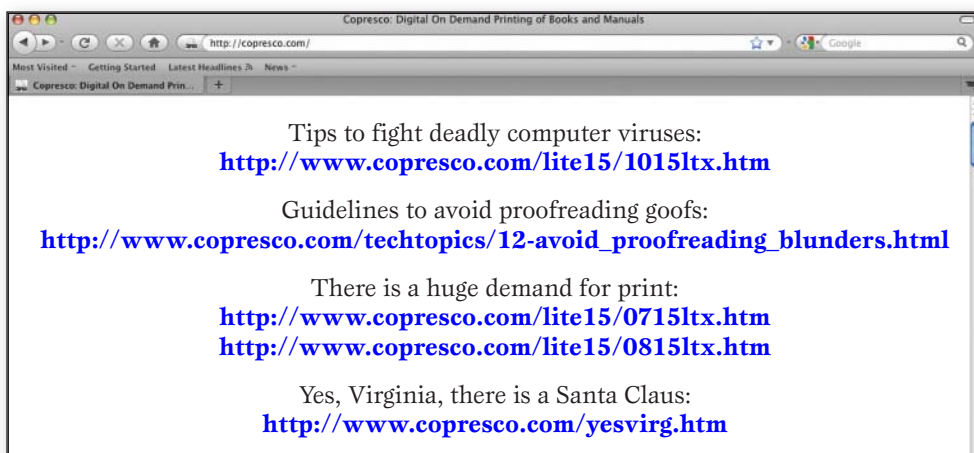 Copresco: Digital On Demand Printing of Books and Manuals
http://copresco.com/
Google
Most Visited Getting Started Latest Headlines News
Copresco: Digital On Demand Prin... +
Tips to fight deadly computer viruses:
http://www.copresco.com/lite15/1015ltx.htm
Guidelines to avoid proofreading goofs:
http://www.copresco.com/techtopics/12-avoid_proofreading_blunders.html
There is a huge demand for print:
http://www.copresco.com/lite15/0715ltx.htm
http://www.copresco.com/lite15/0815ltx.htm
Yes, Virginia, there is a Santa Claus:
http://www.copresco.com/yesvirg.htm